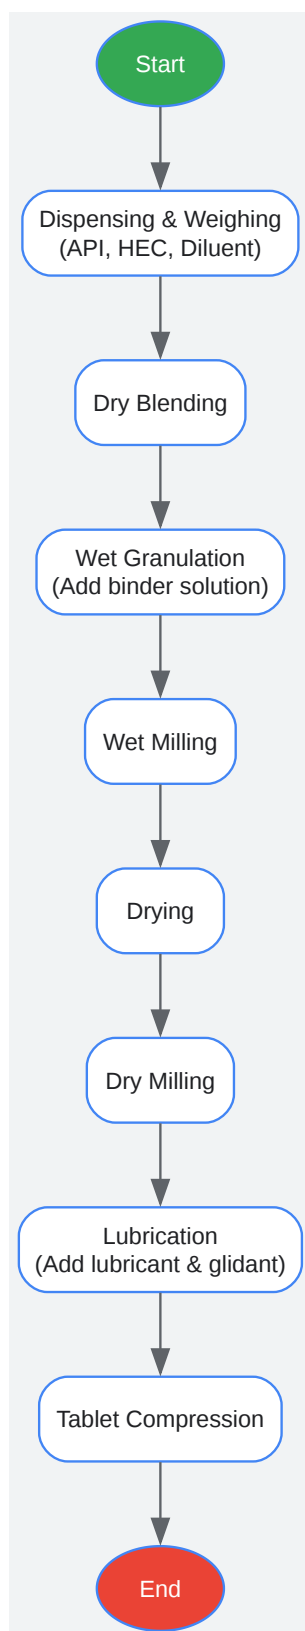 Start
Dispensing & Weighing
(API, HEC, Diluent)
Dry Blending
Wet Granulation
(Add binder solution)
Wet Milling
Drying
Dry Milling
Lubrication
(Add lubricant & glidant)
Tablet Compression
End